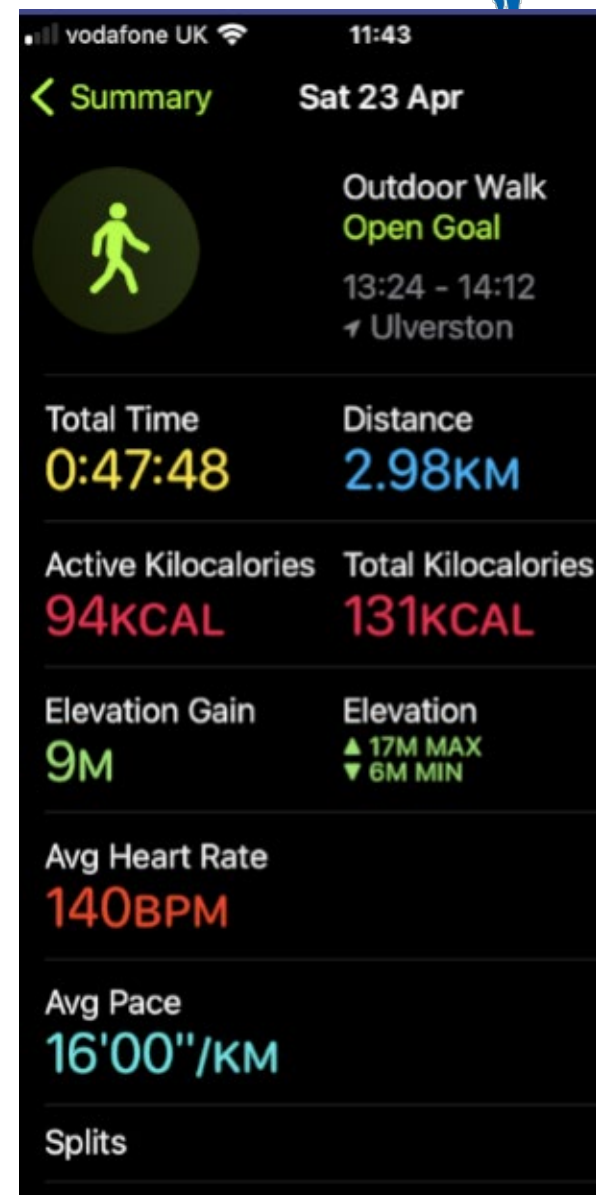 vodafone UK 11:43
Summary Sat 23 Apr
Outdoor Walk
Open Goal
13:24 - 14:12
Ulverston
Total Time Distance
0:47:48 2.98KM
Active Kilocalories Total Kilocalories
94KCAL 131KCAL
Elevation Gain Elevation
9M ▲ 17M MAX
▼ 6M MIN
Avg Heart Rate
140BPM
Avg Pace
16'00"/KM
Splits